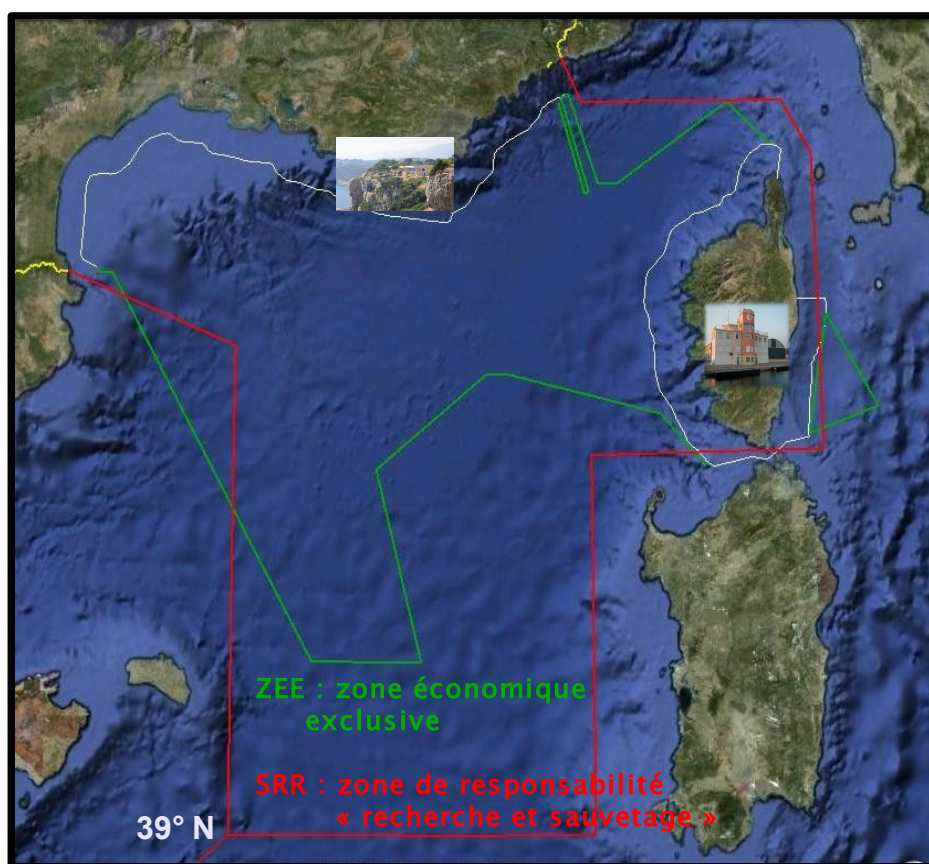 ZEE : zone économique
exclusive
SRR : zone de responsabilité
« recherche et sauvetage »
39° N